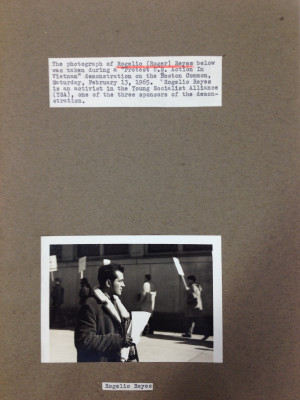 The photograph of Rogelio (Roger) Reyes below
was taken during a "Protest U.S. Action In
Vietnam" demonstration on the Boston Common,
Saturday, February 13, 1965. Rogelio Reyes
is an activist in the Young Socialist Alliance
(YSA), one of the three sponsors of the demon-
stration.
Rogelio Reyes